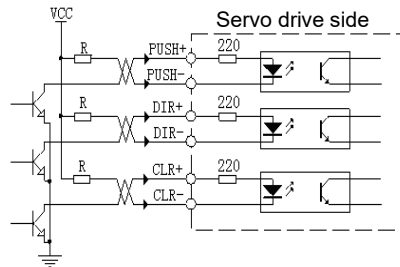 VCC
Servo drive side
R
PUSH+
220
PUSH-
R
DIR+
220
DIR-
R
CLR+
220
CLR-